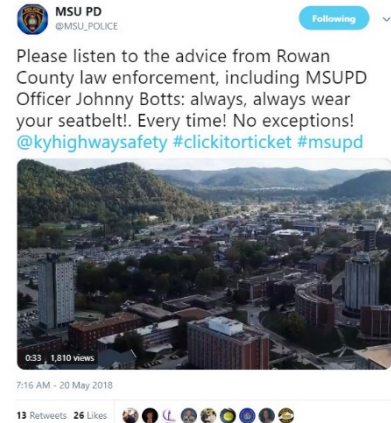 MSU PD
@MSU_POLICE
Following
Please listen to the advice from Rowan
County law enforcement, including MSUPD
Officer Johnny Botts: always, always wear
your seatbelt!. Every time! No exceptions!
@kyhighwaysafety #clickitorticket #msupd
0:33 1,810 views
7:16 AM - 20 May 2018
13 Retweets 26 Likes